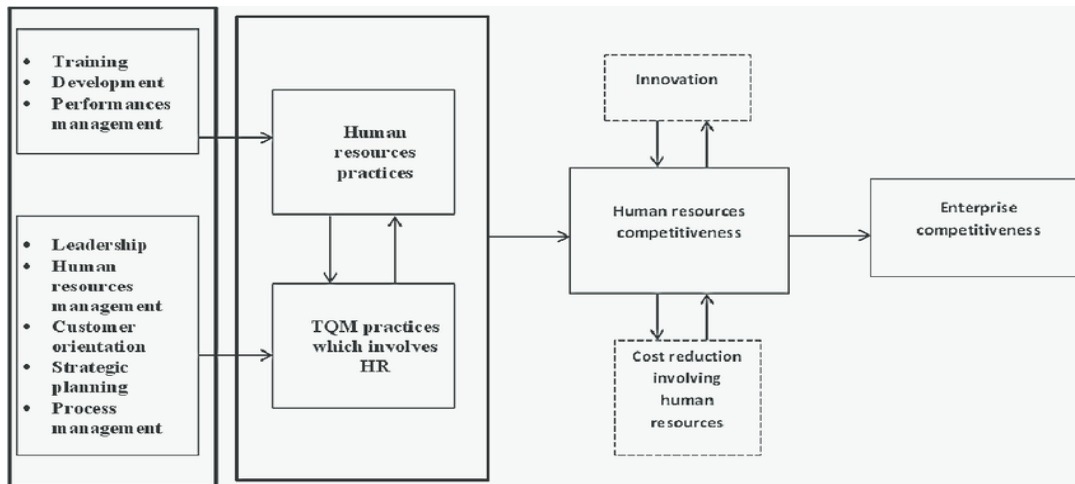 • Training
• Development
• Performances
management
• Leadership
• Human
resources
management
• Customer
orientation
• Strategic
planning
• Process
management
Human
resources
practices
TQM practices
which involves
HR
Innovation
Human resources
competitiveness
Cost reduction
involving
human
resources
Enterprise
competitiveness